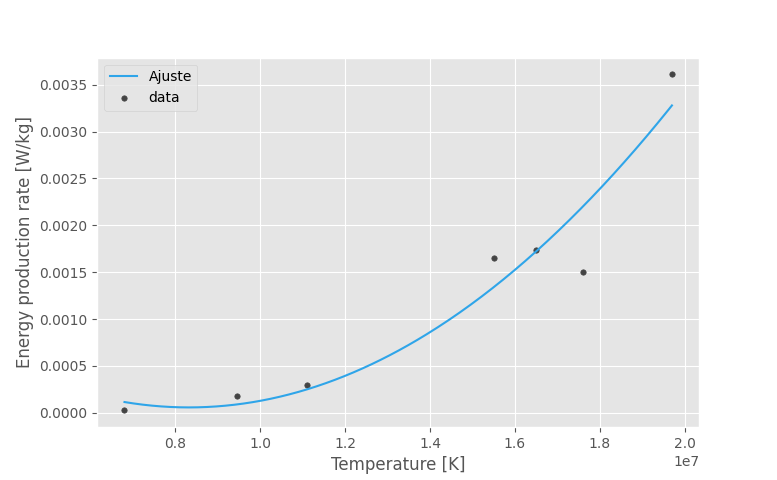 Ajuste
data
Energy production rate [W/kg]
0.0035
0.0030
0.0025
0.0020
0.0015
0.0010
0.0005
0.0000
0.8 1.0 1.2 1.4 1.6 1.8 2.0
1e7
Temperature [K]